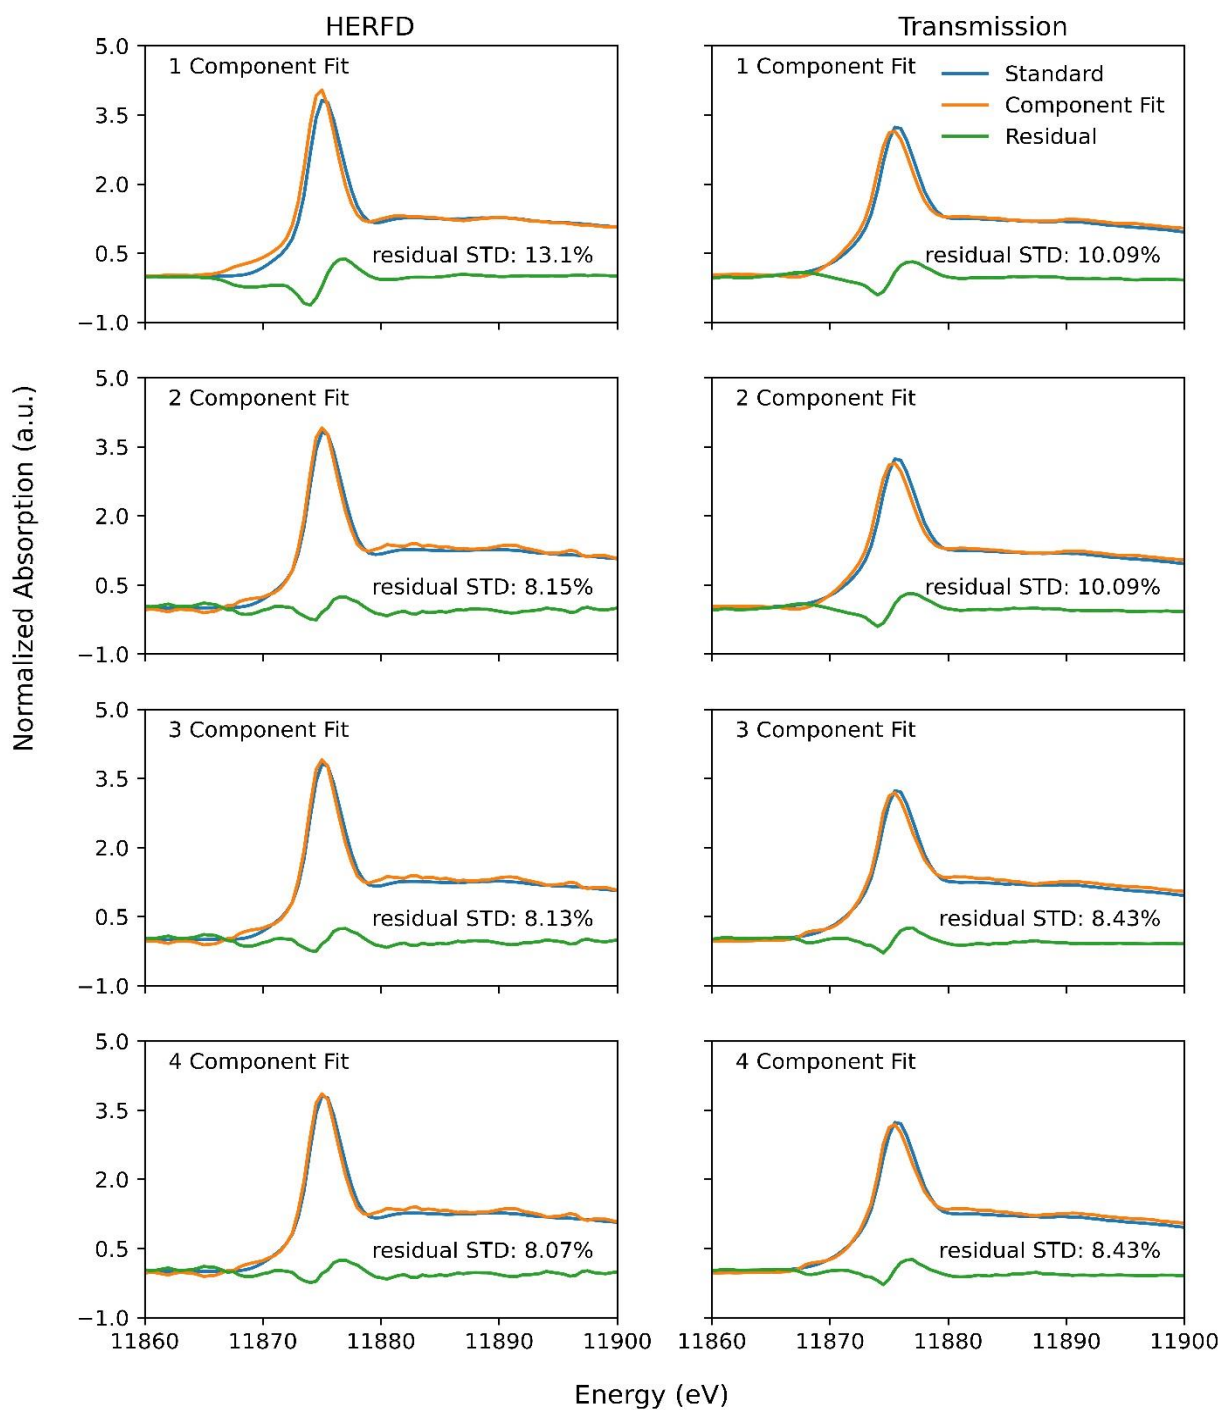 HERFD
Transmission
5.0
3.5
2.0
0.5
−1.0
1 Component Fit
residual STD: 13.1%
1 Component Fit
Standard
Component Fit
Residual
residual STD: 10.09%
5.0
3.5
2.0
0.5
−1.0
2 Component Fit
residual STD: 8.15%
2 Component Fit
residual STD: 10.09%
Normalized Absorption (a.u.)
5.0
3.5
2.0
0.5
−1.0
3 Component Fit
residual STD: 8.13%
3 Component Fit
residual STD: 8.43%
5.0
3.5
2.0
0.5
−1.0
4 Component Fit
residual STD: 8.07%
4 Component Fit
residual STD: 8.43%
11860 11870 11880 11890 11900
11860 11870 11880 11890 11900
Energy (eV)